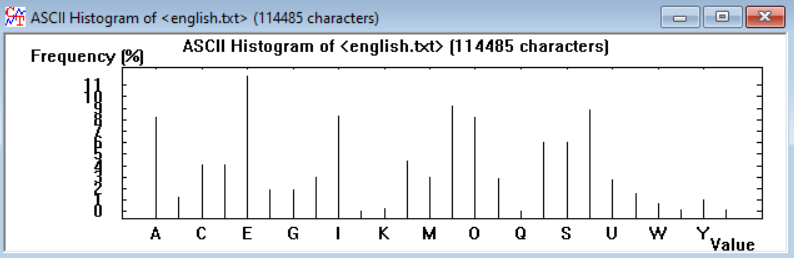 ASCII Histogram of <english.txt> (114485 characters)
ASCII Histogram of <english.txt> (114485 characters)
Frequency (%)
11
10
9
8
7
6
5
4
3
2
1
0
A C E G I K M O Q S U W Y
Value